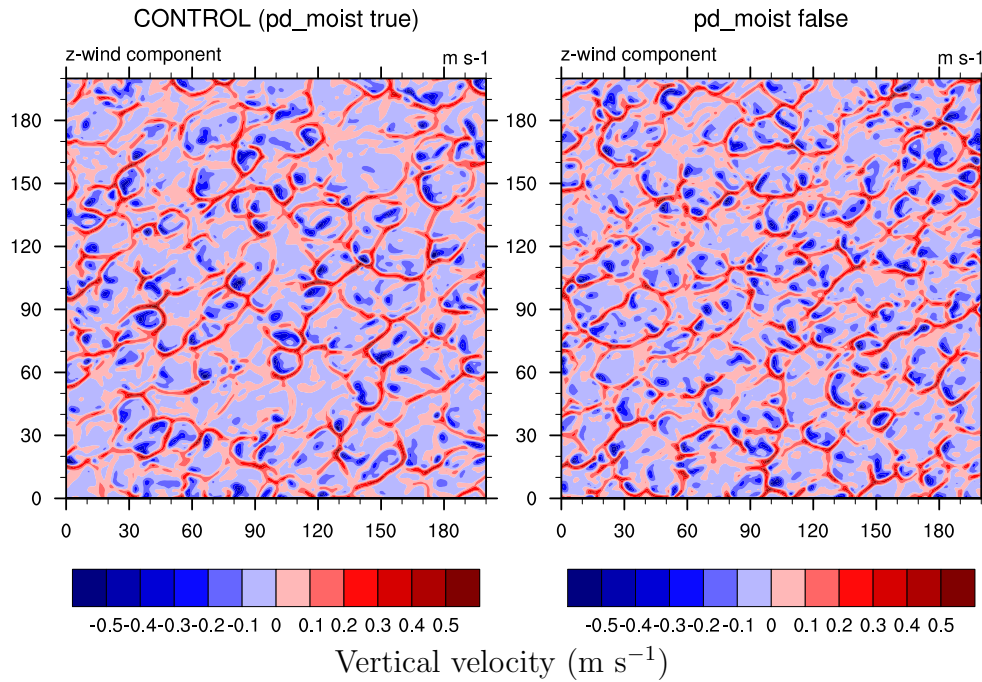 CONTROL (pd_moist true)
pd_moist false
z-wind component m s-1
z-wind component m s-1
180 180
150 150
120 120
90 90
60 60
30 30
0 0
0 30 60 90 120 150 180
0 30 60 90 120 150 180
-0.5 -0.4 -0.3 -0.2 -0.1 0 0.1 0.2 0.3 0.4 0.5
-0.5 -0.4 -0.3 -0.2 -0.1 0 0.1 0.2 0.3 0.4 0.5
Vertical velocity (m s⁻¹)